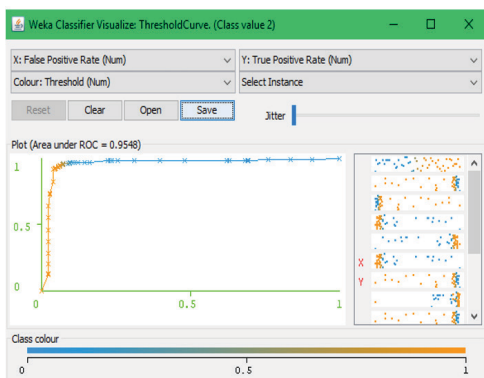 Weka Classifier Visualize: ThresholdCurve. (Class value 2)
X: False Positive Rate (Num)
Y: True Positive Rate (Num)
Colour: Threshold (Num)
Select Instance
Reset
Clear
Open
Save
Jitter
Plot (Area under ROC = 0.9548)
1
0.5
0
0
0.5
1
X
Y
Class colour
0
0.5
1